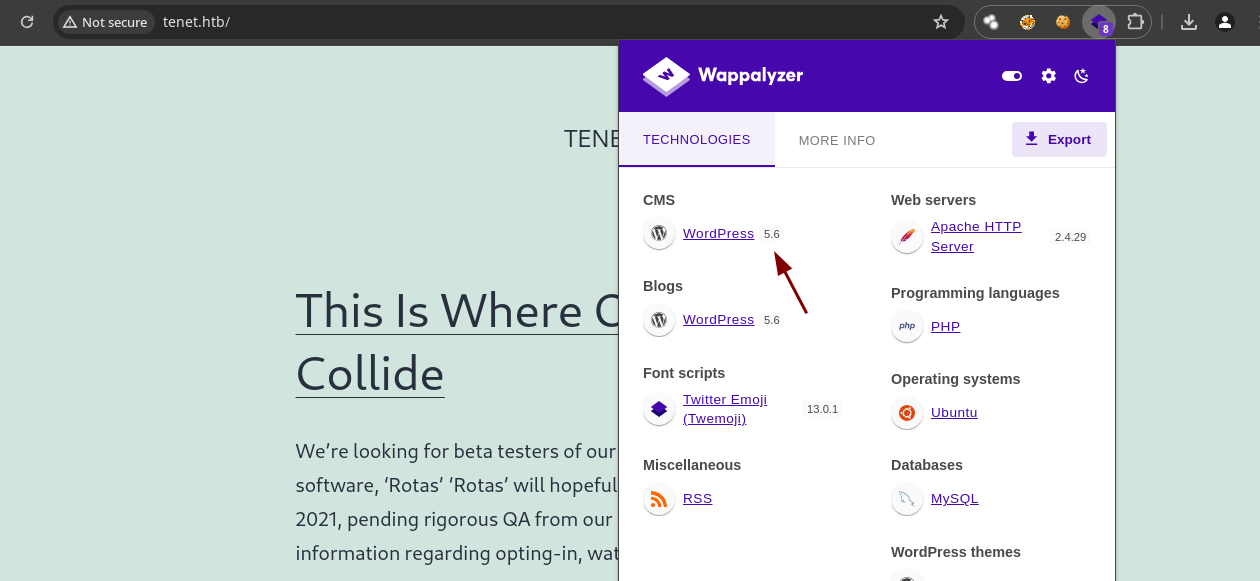 Not secure
tenet.htb/
8
W
Wappalyzer
TENE
TECHNOLOGIES
MORE INFO
Export
CMS
WordPress 5.6
Blogs
WordPress 5.6
Font scripts
Twitter Emoji
(Twemoji)
13.0.1
Miscellaneous
RSS
Web servers
Apache HTTP
Server
2.4.29
Programming languages
php
PHP
Operating systems
Ubuntu
Databases
MySQL
WordPress themes
This Is Where
Collide
We’re looking for beta testers of our
software, ‘Rotas’ ‘Rotas’ will hopeful
2021, pending rigorous QA from our
information regarding opting-in, wat